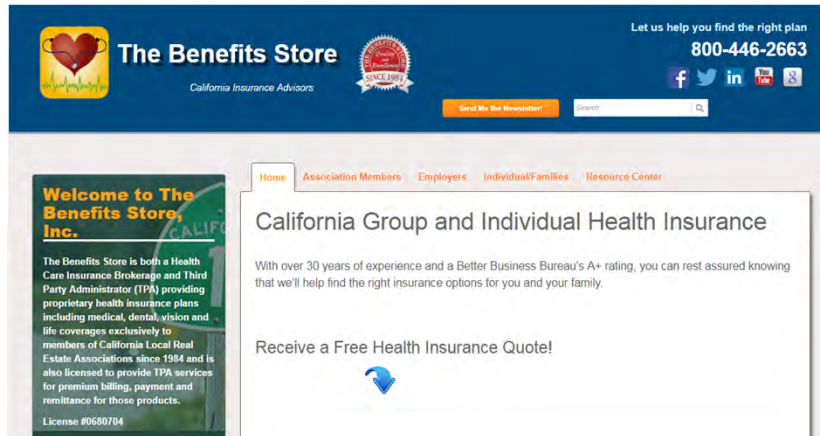 Let us help you find the right plan
The Benefits Store
800-446-2663
SINCE 1984
California Insurance Advisors
Send Me the Newsletter!
Search
Home Association Members Employers Individual/Families Resource Center
Welcome to The
Benefits Store,
Inc.
The Benefits Store is both a Health
Care Insurance Brokerage and Third
Party Administrator (TPA) providing
proprietary health insurance plans
including medical, dental, vision and
life coverages exclusively to
members of California Local Real
Estate Associations since 1984 and is
also licensed to provide TPA services
for premium billing, payment and
remittance for those products.
License #0680704
California Group and Individual Health Insurance
With over 30 years of experience and a Better Business Bureau's A+ rating, you can rest assured knowing
that we'll help find the right insurance options for you and your family.
Receive a Free Health Insurance Quote!